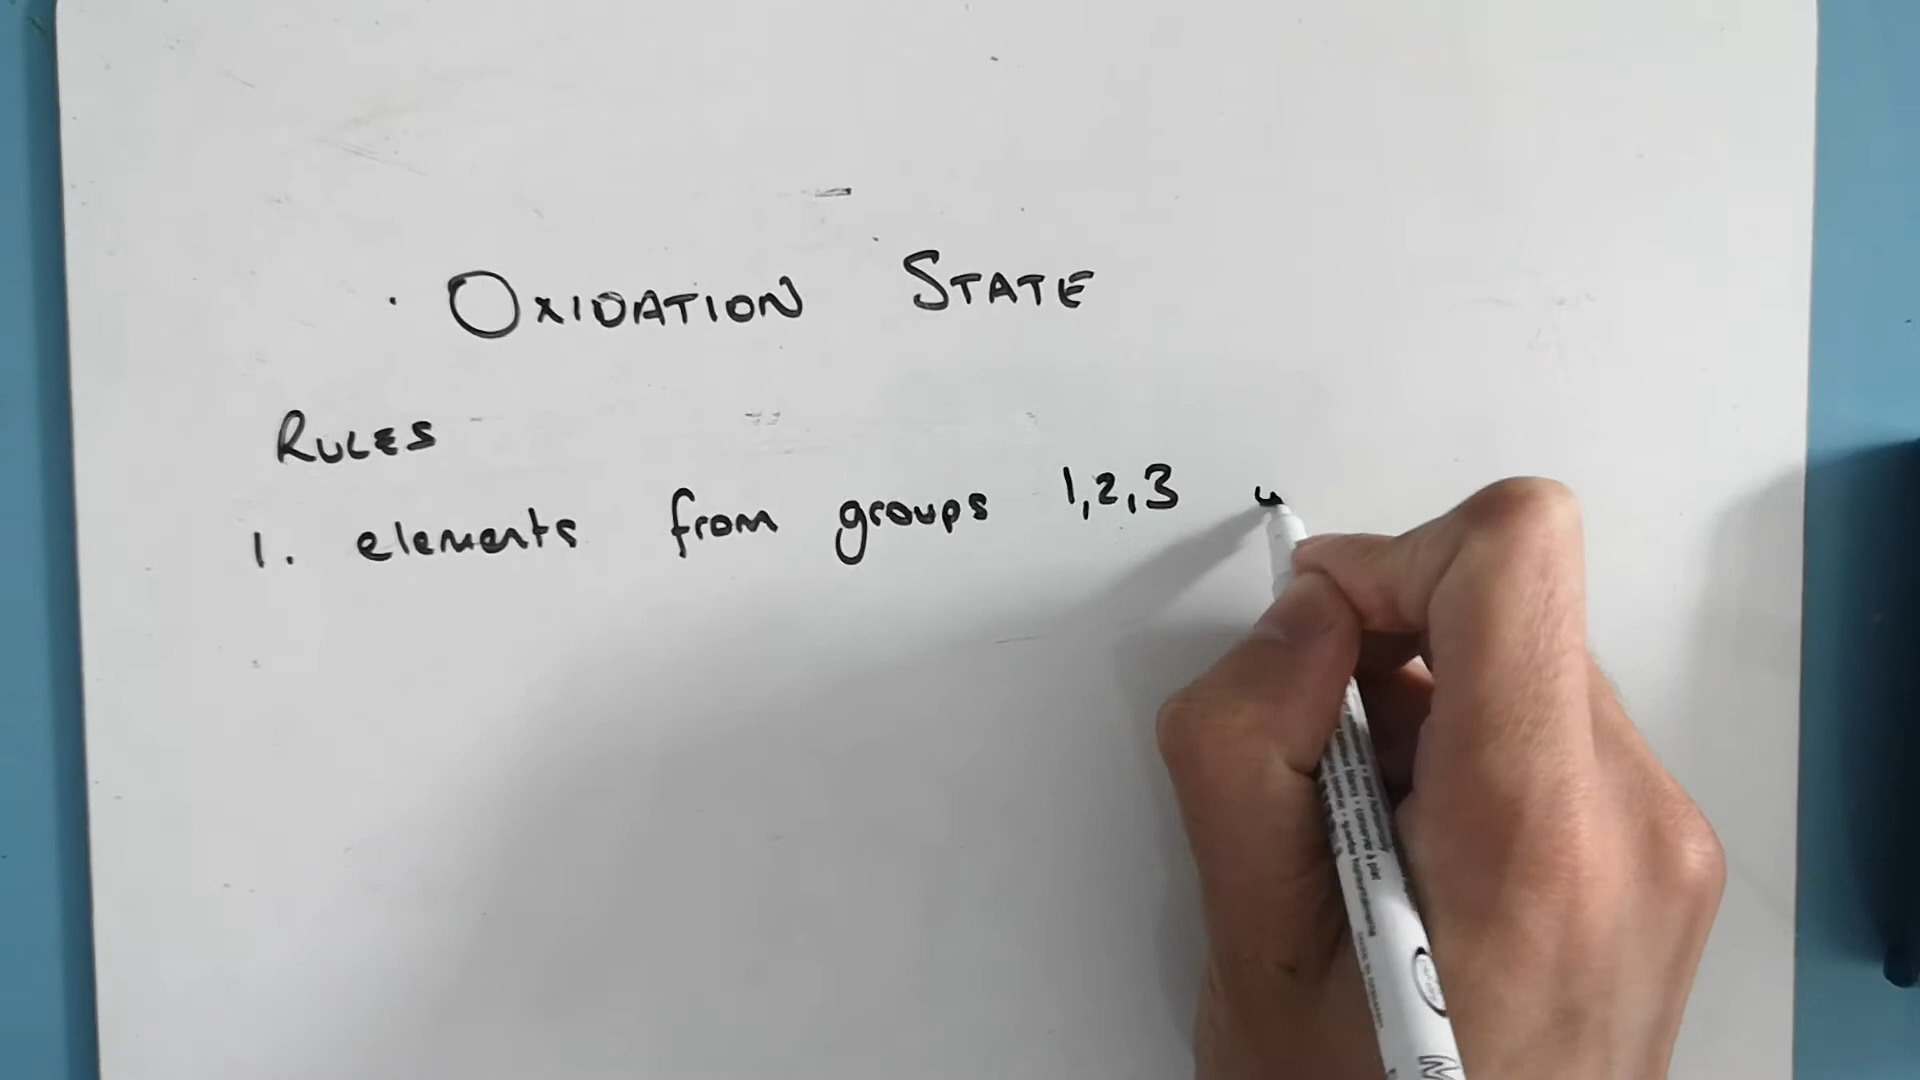 OXIDATION STATE
RULES
1. elements from groups 1,2,3